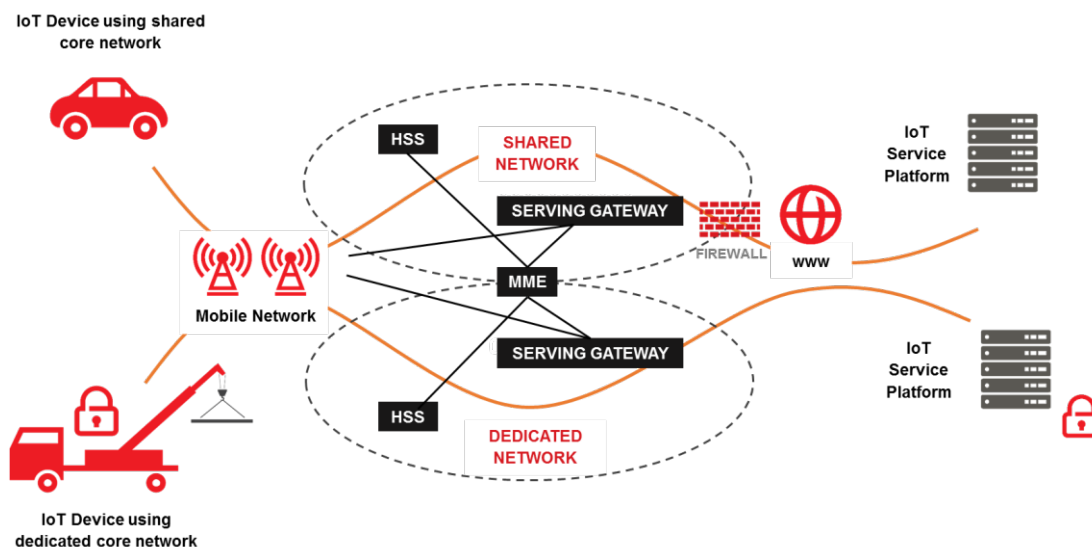 IoT Device using shared
core network
HSS
SHARED
NETWORK
IoT
Service
Platform
SERVING GATEWAY
FIREWALL
www
MME
Mobile Network
SERVING GATEWAY
IoT
Service
Platform
HSS
DEDICATED
NETWORK
IoT Device using
dedicated core network